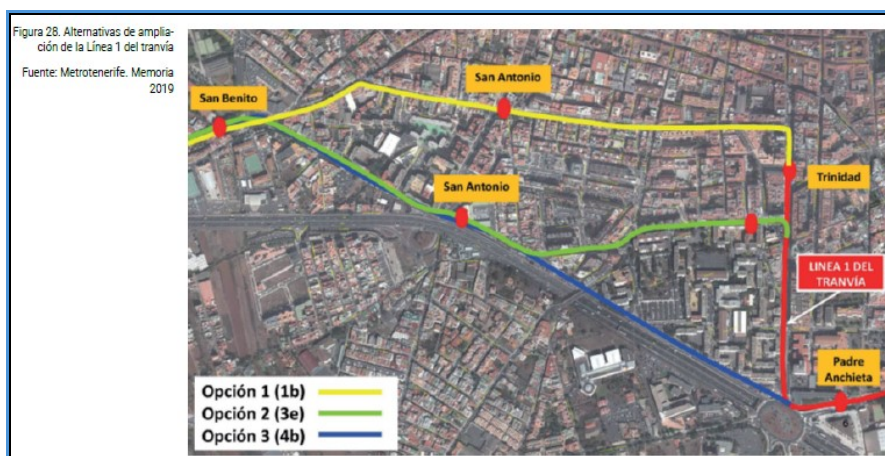 Figura 28. Alternativas de amplia-
ción de la Línea 1 del tranvía
Fuente: Metrotenerife. Memoria
2019
San Antonio
San Benito
San Antonio
Trinidad
LINEA 1 DEL
TRANVÍA
Padre
Anchieta
6
Opción 1 (1b)
Opción 2 (3e)
Opción 3 (4b)